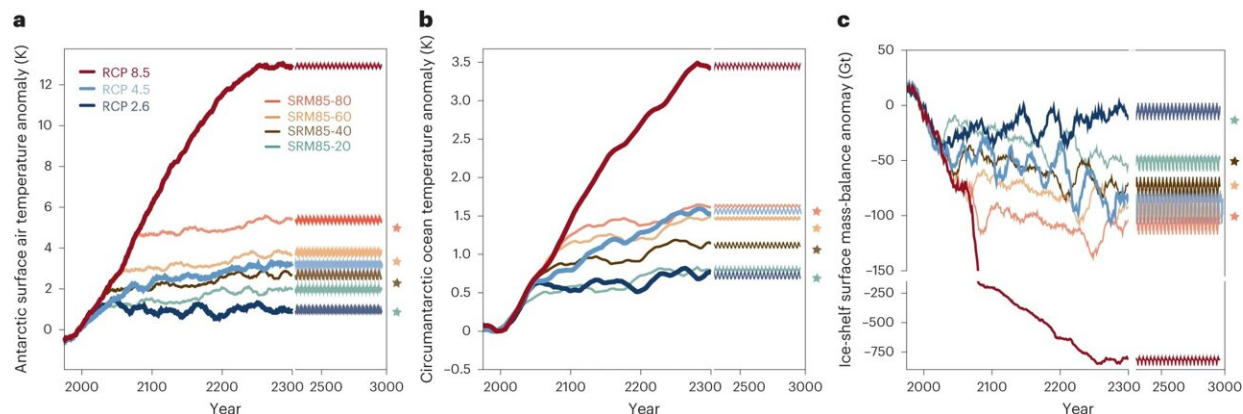 a
Antarctic surface air temperature anomaly (K)
12
10
8
6
4
2
0
RCP 8.5
RCP 4.5
RCP 2.6
SRM85-80
SRM85-60
SRM85-40
SRM85-20
2000
2100
2200
2300
2500
3000
Year
b
Circumantarctic ocean temperature anomaly (K)
3.5
3.0
2.5
2.0
1.5
1.0
0.5
0
–0.5
2000
2100
2200
2300
2500
3000
Year
c
Ice-shelf surface mass-balance anomay (Gt)
50
0
–50
–100
–150
–250
–500
–750
2000
2100
2200
2300
2500
3000
Year